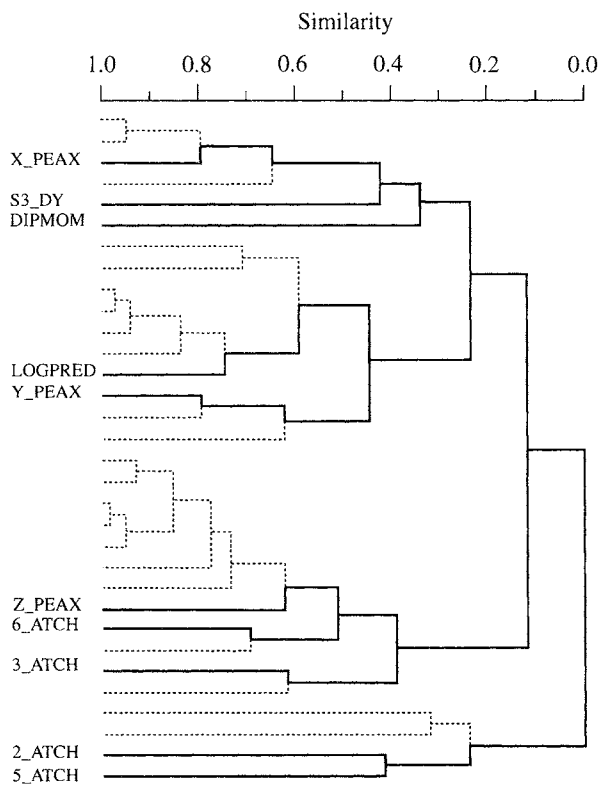 Similarity
1.0 0.8 0.6 0.4 0.2 0.0
X_PEAX
S3_DY
DIPMOM
LOGPRED
Y_PEAX
Z_PEAX
6_ATCH
3_ATCH
2_ATCH
5_ATCH